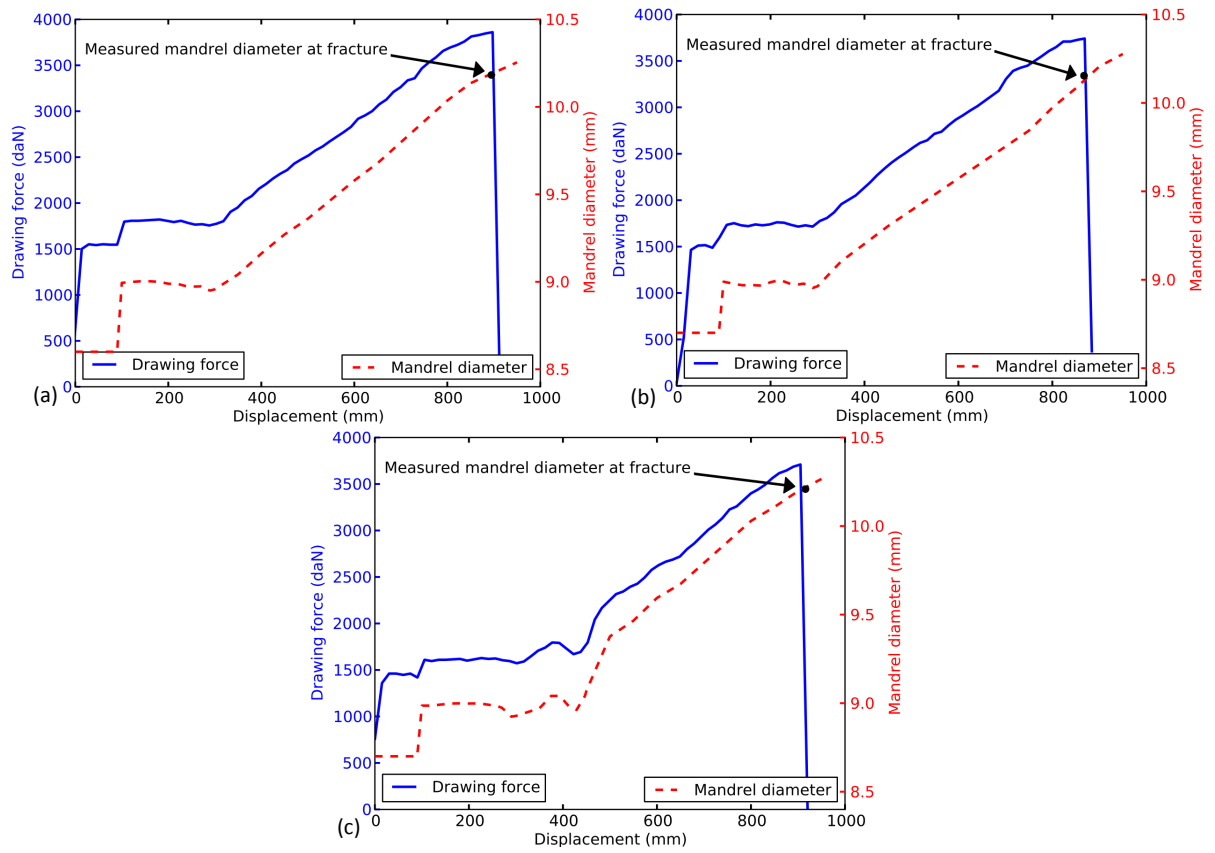 4000
3500
3000
2500
2000
1500
1000
500
0
Drawing force (daN)
Measured mandrel diameter at fracture
10.5
10.0
9.5
9.0
8.5
Mandrel diameter (mm)
Drawing force
Mandrel diameter
0 200 400 600 800 1000
Displacement (mm)
(a)
4000
3500
3000
2500
2000
1500
1000
500
0
Drawing force (daN)
Measured mandrel diameter at fracture
10.5
10.0
9.5
9.0
8.5
Mandrel diameter (mm)
Drawing force
Mandrel diameter
0 200 400 600 800 1000
Displacement (mm)
(b)
4000
3500
3000
2500
2000
1500
1000
500
0
Drawing force (daN)
Measured mandrel diameter at fracture
10.5
10.0
9.5
9.0
8.5
Mandrel diameter (mm)
Drawing force
Mandrel diameter
0 200 400 600 800 1000
Displacement (mm)
(c)